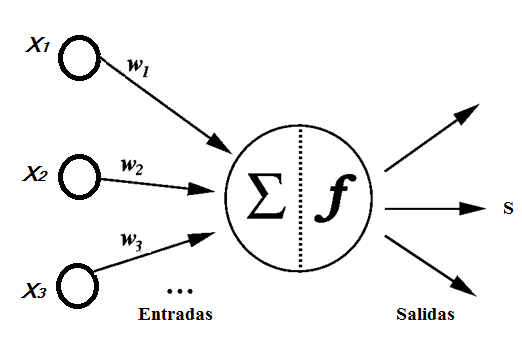 X1
w1
X2
w2
Σ f
S
w3
X3
...
Entradas
Salidas